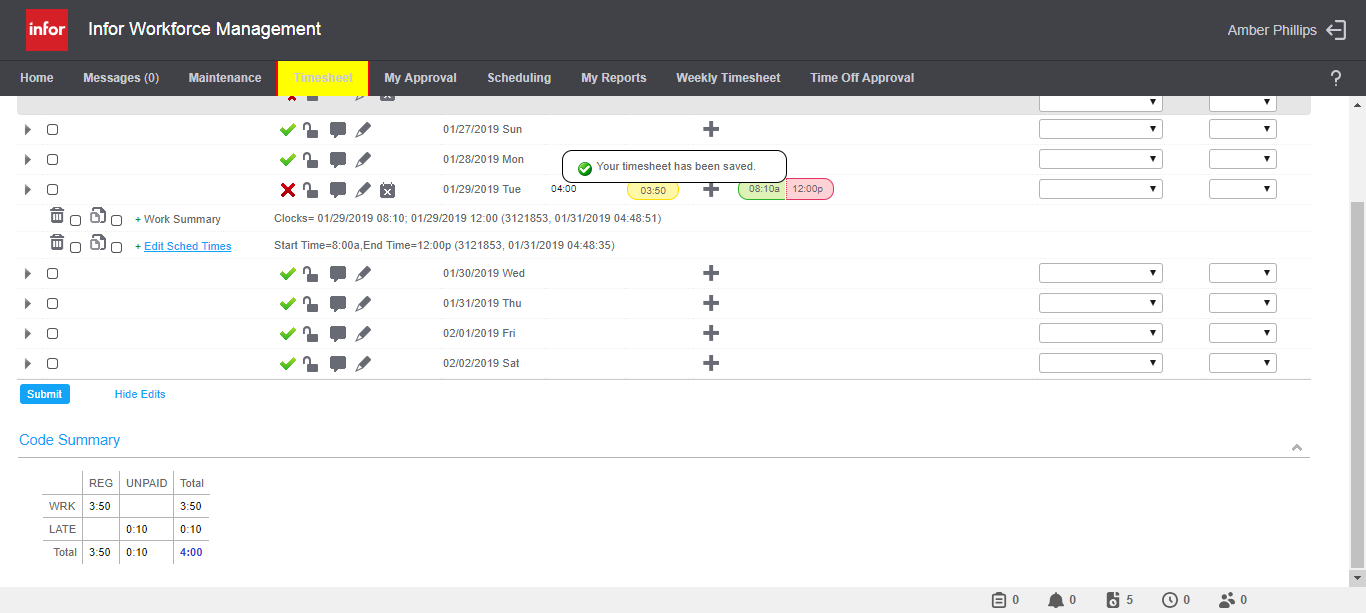 infor Infor Workforce Management Amber Phillips
Home Messages (0) Maintenance Timesheet My Approval Scheduling My Reports Weekly Timesheet Time Off Approval ?
01/27/2019 Sun
01/28/2019 Mon
Your timesheet has been saved.
01/29/2019 Tue 04:00 03:50 08:10a 12:00p
+ Work Summary Clocks= 01/29/2019 08:10; 01/29/2019 12:00 (3121853, 01/31/2019 04:48:51)
+ Edit Sched Times Start Time=8:00a,End Time=12:00p (3121853, 01/31/2019 04:48:35)
01/30/2019 Wed
01/31/2019 Thu
02/01/2019 Fri
02/02/2019 Sat
Submit Hide Edits
Code Summary
REG UNPAID Total
WRK 3:50 3:50
LATE 0:10 0:10
Total 3:50 0:10 4:00
0 0 5 0 0